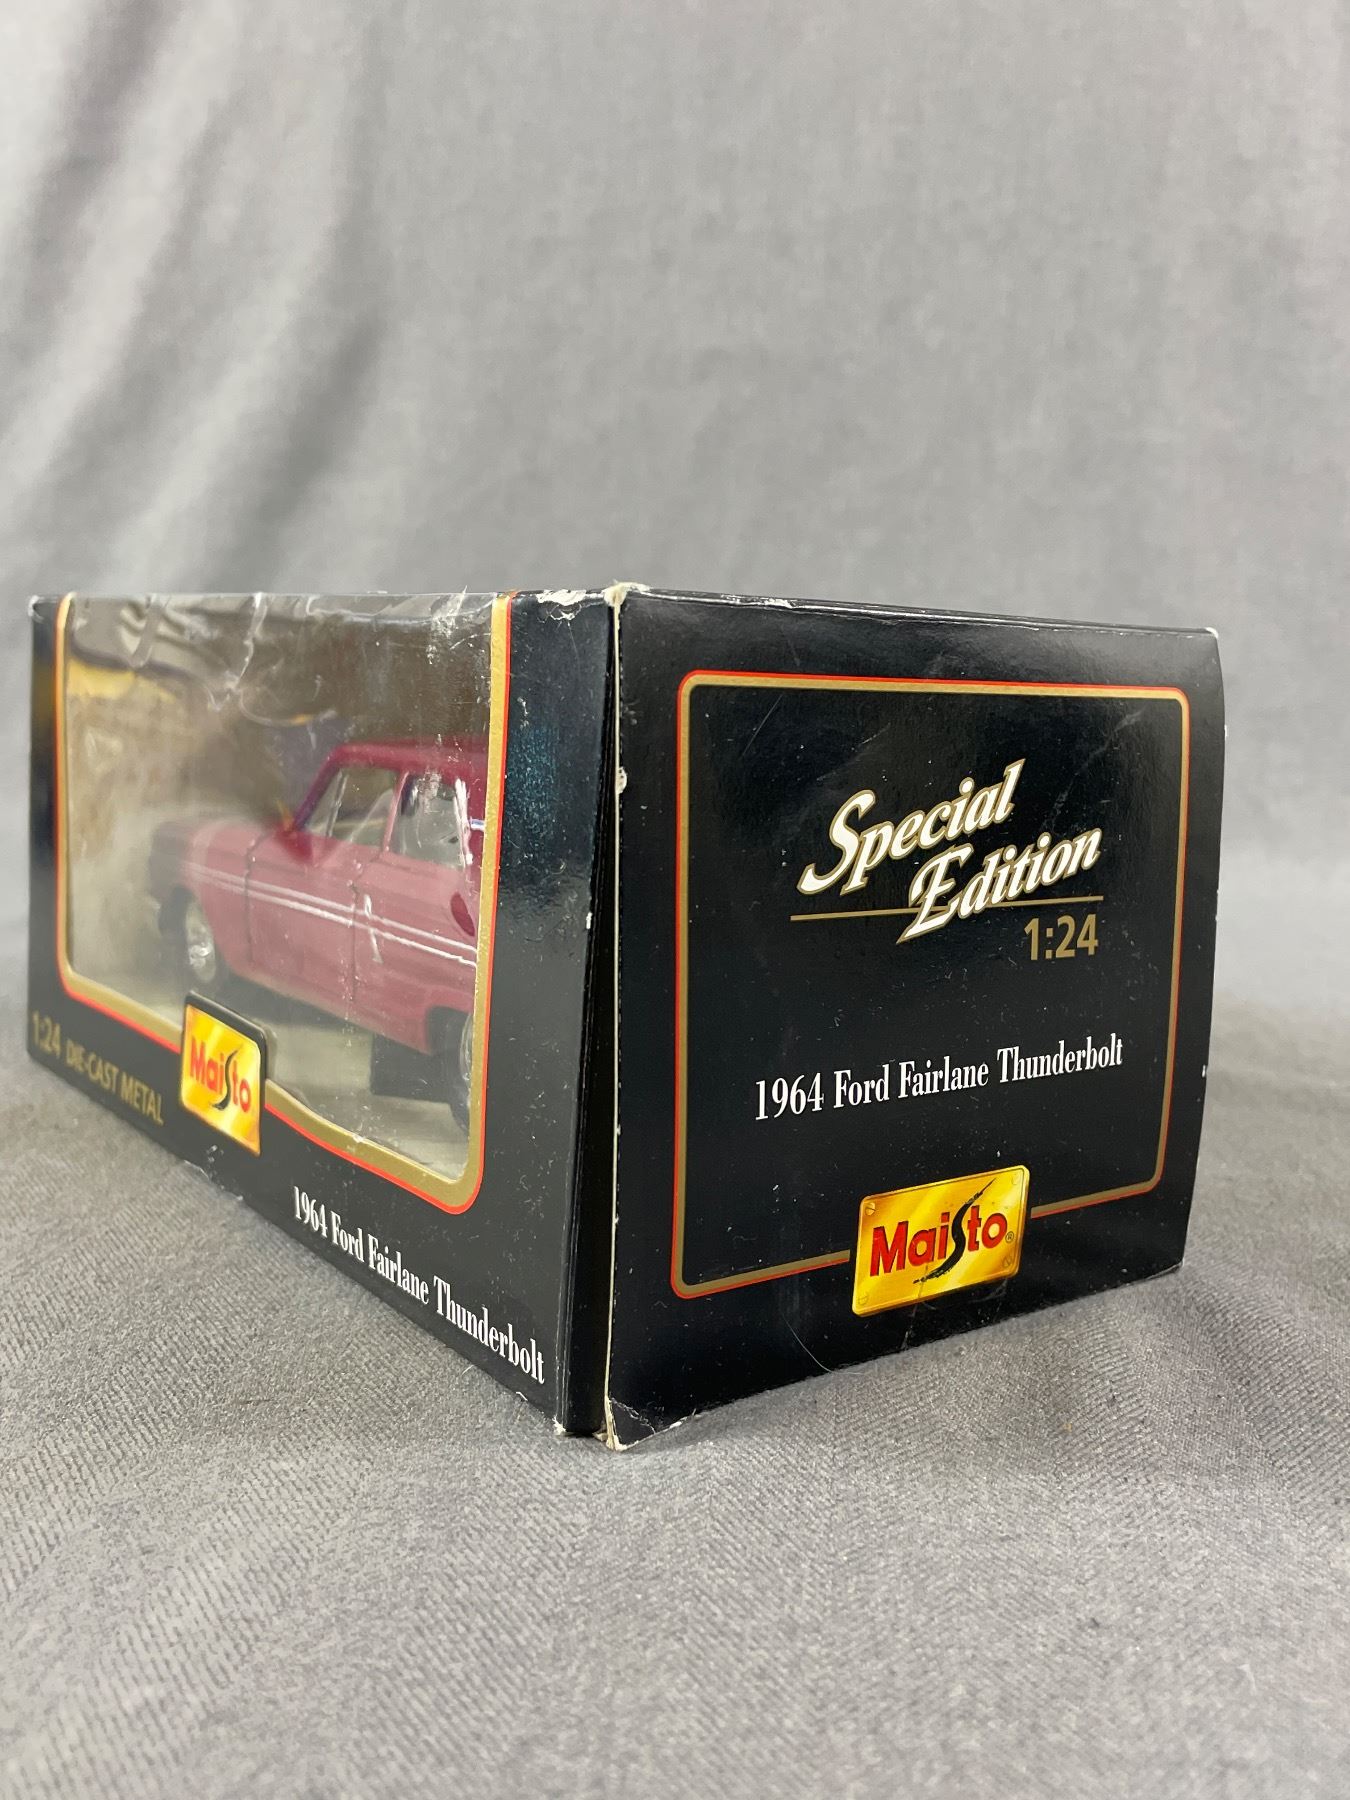 1:24 DIE-CAST METAL
Maisto
1964 Ford Fairlane Thunderbolt
Special
Edition
1:24
1964 Ford Fairlane Thunderbolt
Maisto®